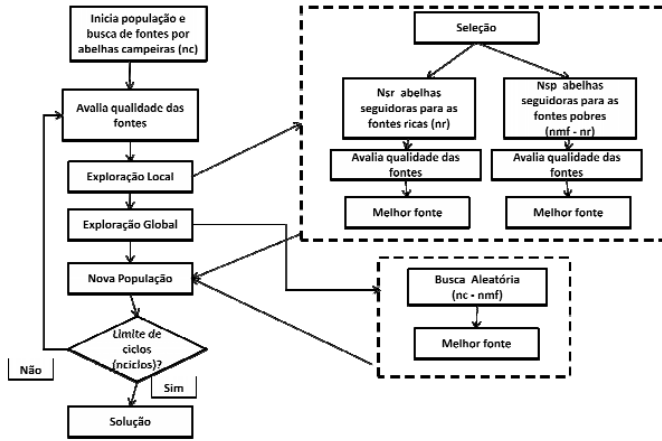 Inicia população e
busca de fontes por
abelhas campeiras (nc)
Avalia qualidade das
fontes
Exploração Local
Exploração Global
Nova População
Limite de
ciclos
(nciclos)?
Não
Sim
Solução
Seleção
Nsr abelhas
seguidoras para as
fontes ricas (nr)
Avalia qualidade das
fontes
Melhor fonte
Nsp abelhas
seguidoras para as
fontes pobres
(nmf - nr)
Avalia qualidade das
fontes
Melhor fonte
Busca Aleatória
(nc - nmf)
Melhor fonte